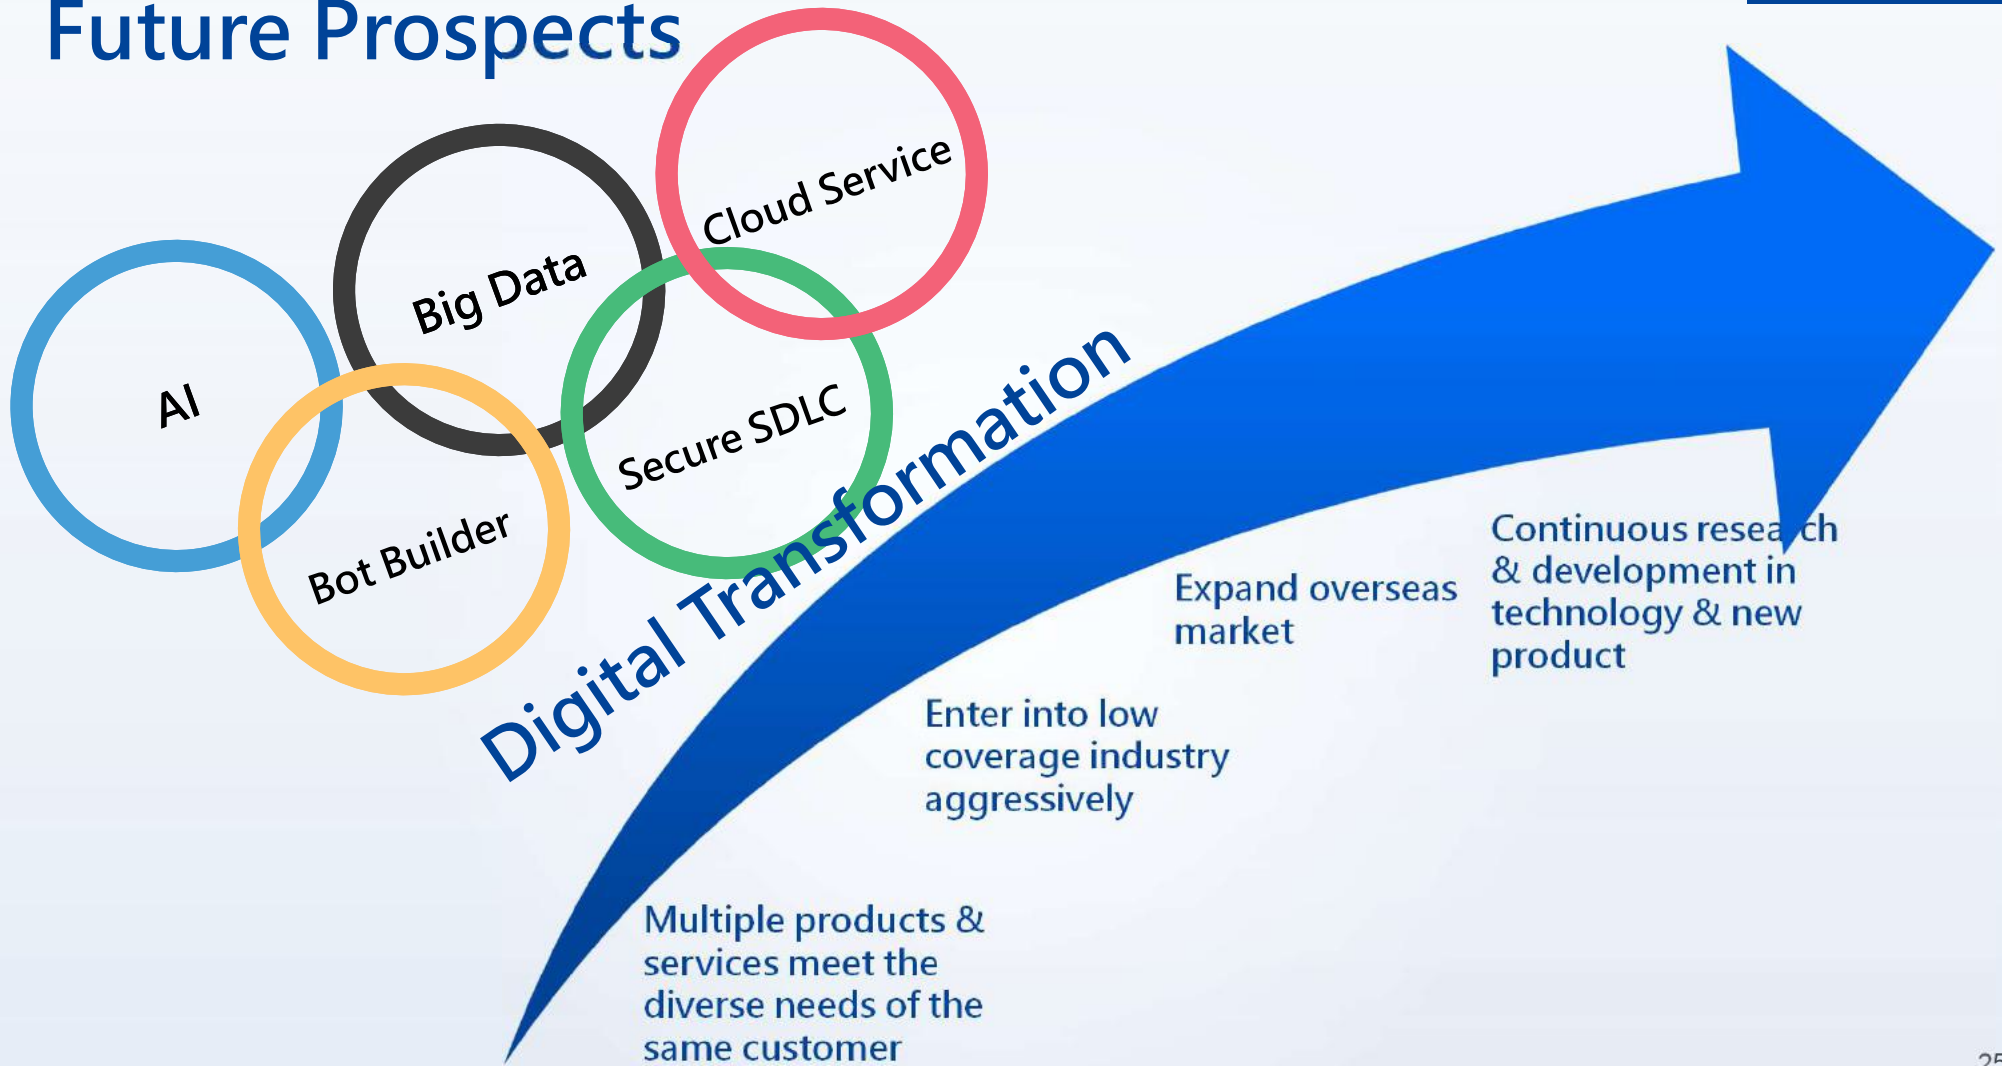 Future Prospects
Cloud Service
Big Data
AI
Secure SDLC
Bot Builder
Digital Transformation
Continuous research
& development in
technology & new
product
Expand overseas
market
Enter into low
coverage industry
aggressively
Multiple products &
services meet the
diverse needs of the
same customer
25